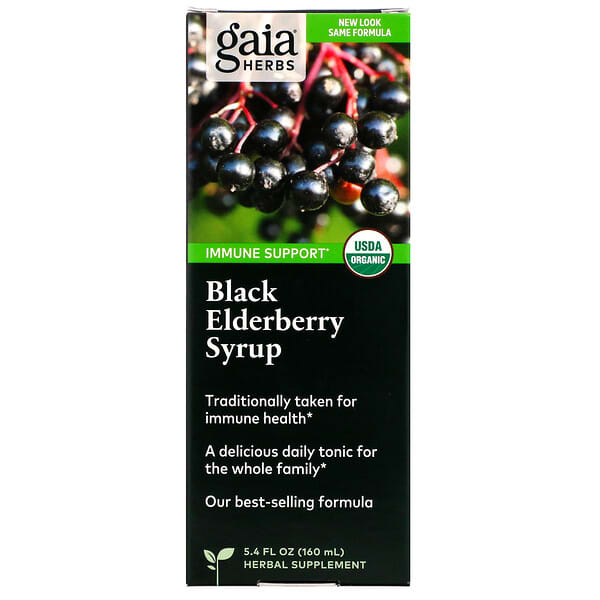 NEW LOOK
SAME FORMULA
gaia
HERBS
IMMUNE SUPPORT*
USDA
ORGANIC
Black
Elderberry
Syrup
Traditionally taken for
immune health*
A delicious daily tonic for
the whole family*
Our best-selling formula
5.4 FL OZ (160 mL)
HERBAL SUPPLEMENT